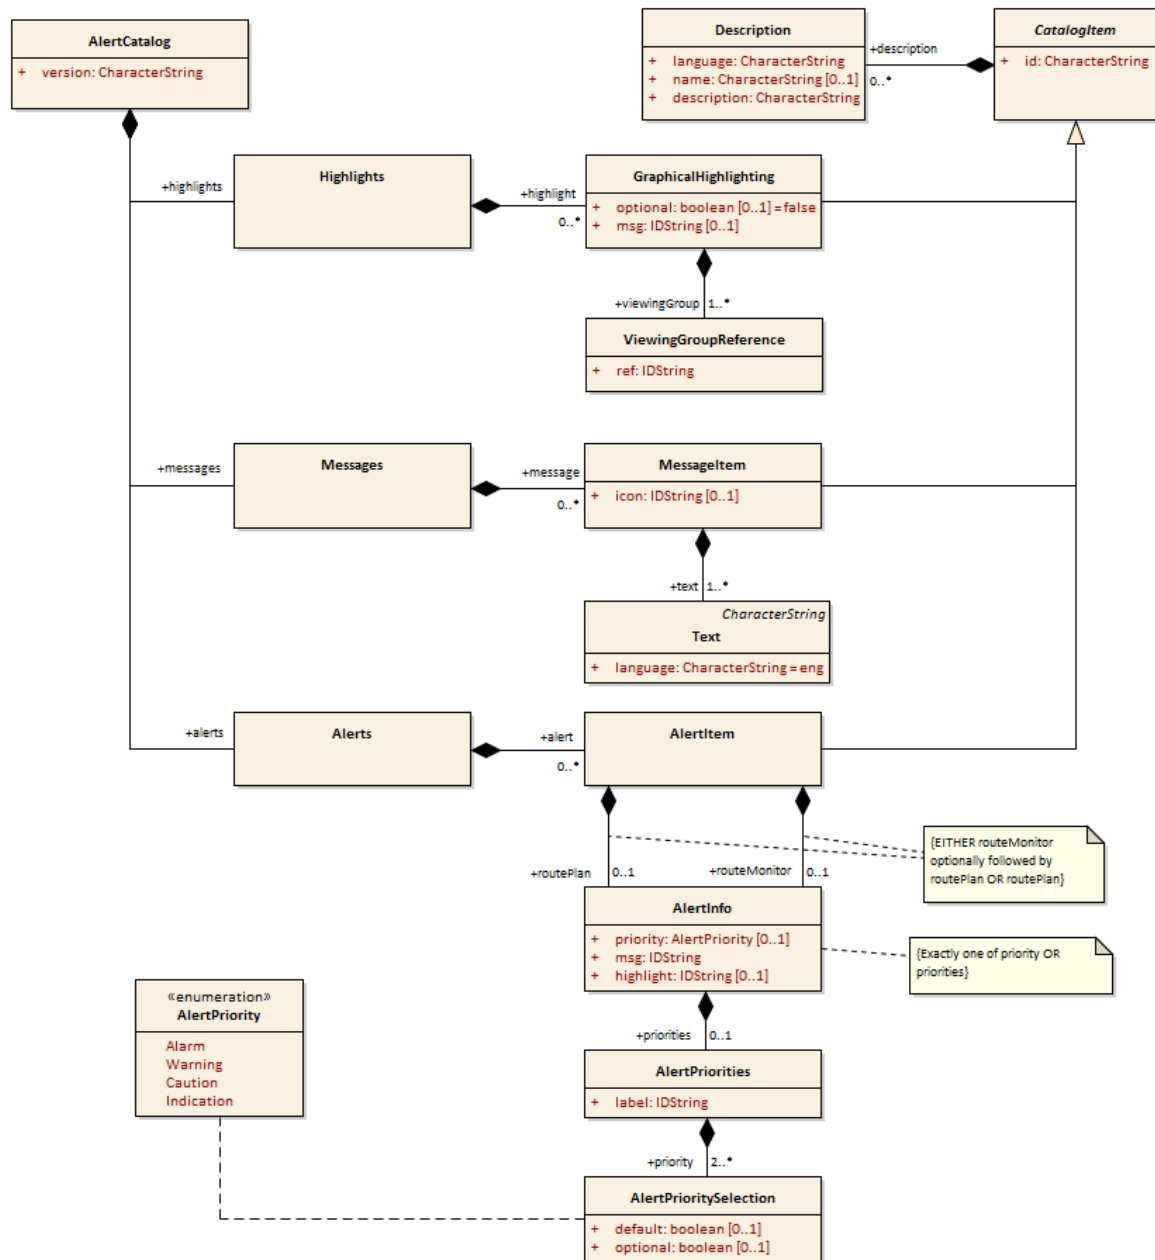 AlertCatalog
+ version: CharacterString
Description
+ language: CharacterString
+ name: CharacterString [0..1]
+ description: CharacterString
+description
0..*
CatalogItem
+ id: CharacterString
+highlights
Highlights
+highlight
0..*
GraphicalHighlighting
+ optional: boolean [0..1] = false
+ msg: IDString [0..1]
+viewingGroup
1..*
ViewingGroupReference
+ ref: IDString
+messages
Messages
+message
0..*
MessageItem
+ icon: IDString [0..1]
+text
1..*
CharacterString
Text
+ language: CharacterString = eng
+alerts
Alerts
+alert
0..*
AlertItem
+routePlan
0..1
+routeMonitor
0..1
{EITHER routeMonitor
optionally followed by
routePlan OR routePlan}
AlertInfo
+ priority: AlertPriority [0..1]
+ msg: IDString
+ highlight: IDString [0..1]
{Exactly one of priority OR
priorities}
«enumeration»
AlertPriority
Alarm
Warning
Caution
Indication
+priorities
0..1
AlertPriorities
+ label: IDString
+priority
2..*
AlertPrioritySelection
+ default: boolean [0..1]
+ optional: boolean [0..1]